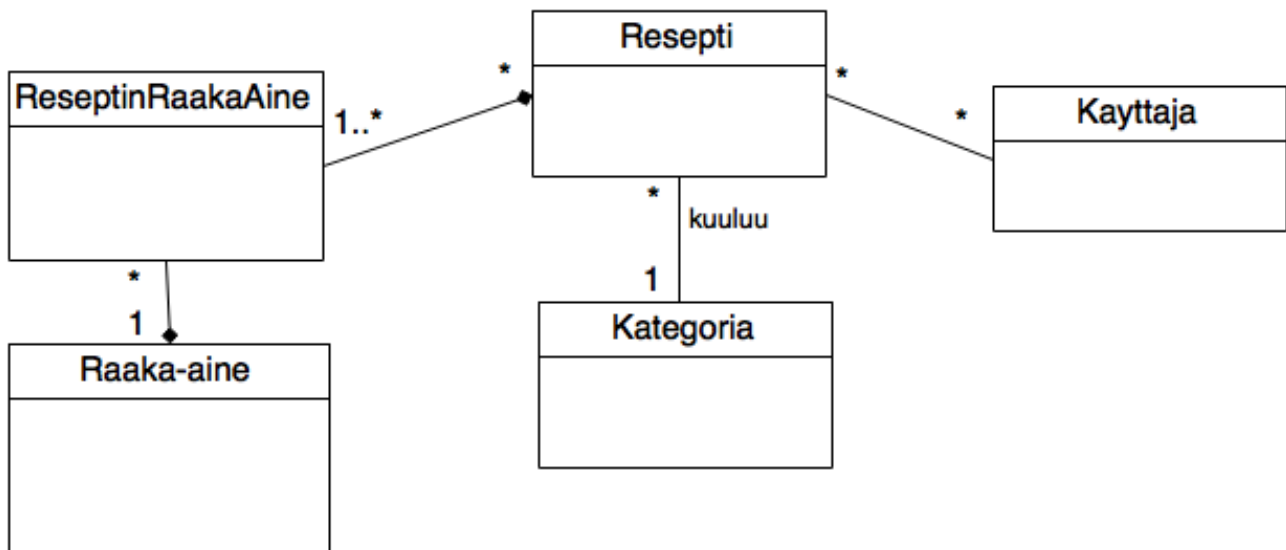 Resepti
ReseptinRaakaAine
*
*
1..*
*
Kayttaja
*
kuuluu
*
1
1
Kategoria
Raaka-aine